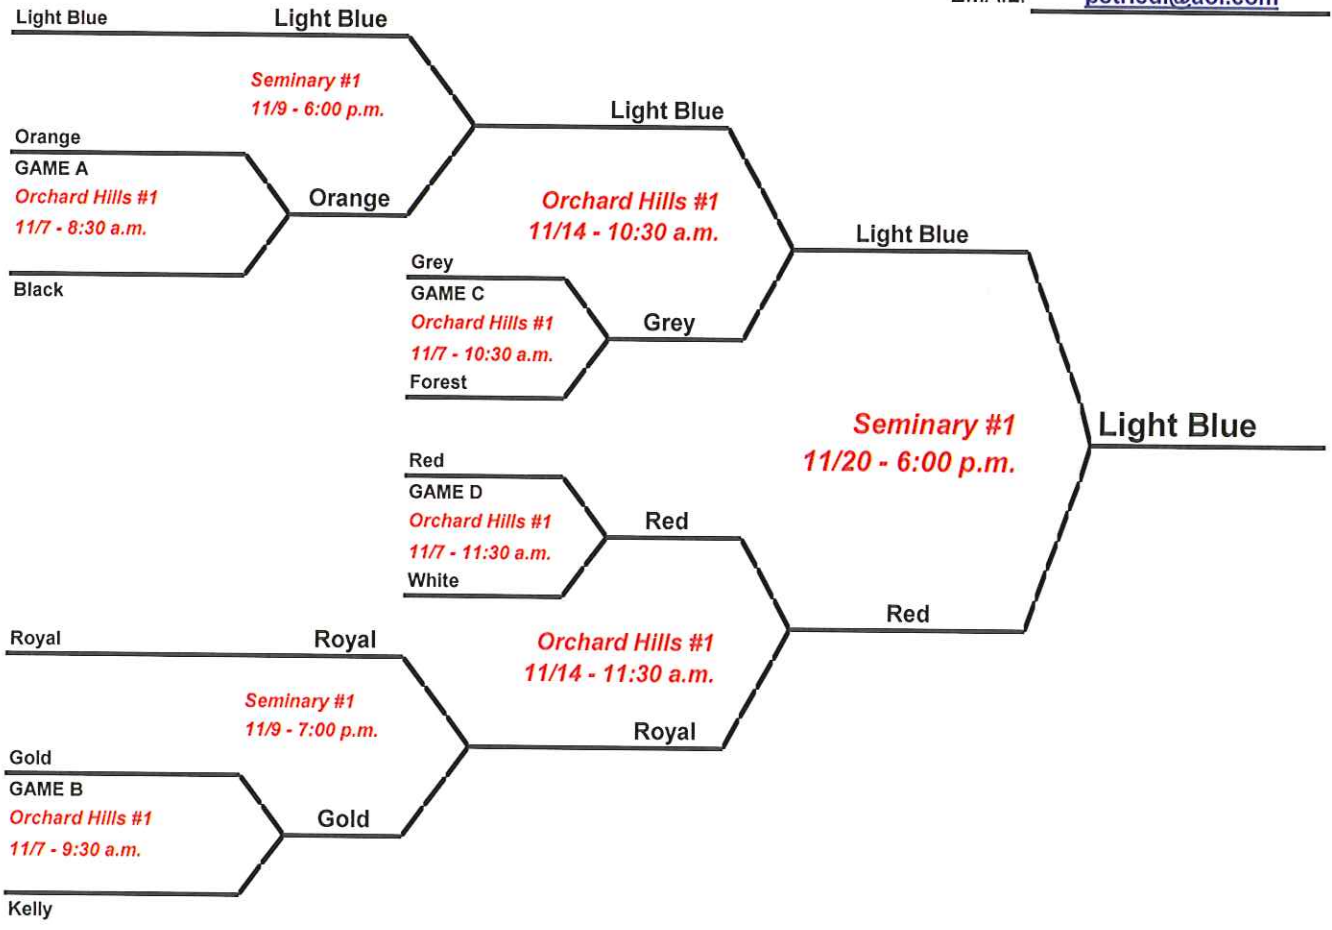 Light Blue
Light Blue
Seminary #1
11/9 - 6:00 p.m.
Light Blue
Orange
GAME A
Orchard Hills #1
11/7 - 8:30 a.m.
Orange
Black
Orchard Hills #1
11/14 - 10:30 a.m.
Light Blue
Grey
GAME C
Orchard Hills #1
11/7 - 10:30 a.m.
Grey
Forest
Seminary #1
11/20 - 6:00 p.m.
Light Blue
Red
GAME D
Orchard Hills #1
11/7 - 11:30 a.m.
Red
White
Red
Royal
Royal
Orchard Hills #1
11/14 - 11:30 a.m.
Seminary #1
11/9 - 7:00 p.m.
Royal
Gold
GAME B
Orchard Hills #1
11/7 - 9:30 a.m.
Gold
Kelly